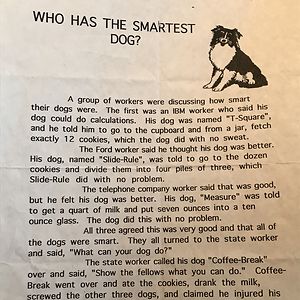 WHO HAS THE SMARTEST
DOG?
A group of workers were discussing how smart
their dogs were. The first was an IBM worker who said his
dog could do calculations. His dog was named "T-Square",
and he told him to go to the cupboard and from a jar, fetch
exactly 12 cookies, which the dog did with no sweat.
The Ford worker said he thought his dog was better.
His dog, named "Slide-Rule", was told to go to the dozen
cookies and divide them into four piles of three, which
Slide-Rule did with no problem.
The telephone company worker said that was good,
but he felt his dog was better. His dog, "Measure" was told
to get a quart of milk and put seven ounces into a ten
ounce glass. The dog did this with no problem.
All three agreed this was very good and that all of
the dogs were smart. They all turned to the state worker
and said, "What can your dog do?"
The state worker called his dog "Coffee-Break"
over and said, "Show the fellows what you can do." Coffee-
Break went over and ate the cookies, drank the milk,
screwed the other three dogs, and claimed he injured his